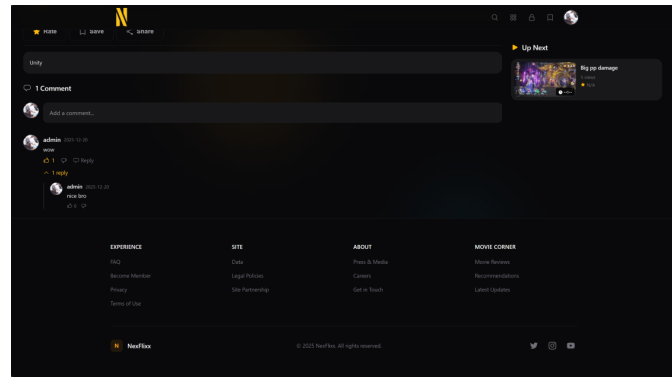 N
Rate Save Share
Unity
1 Comment
Add a comment...
admin 2025-12-20
wow
1 Reply
1 reply
admin 2025-12-20
nice bro
0
Up Next
Big pp damage
N/A
EXPERIENCE
FAQ
Become Member
Privacy
Terms of Use
SITE
Data
Legal Policies
Site Partnership
ABOUT
Press & Media
Careers
Get in Touch
MOVIE CORNER
Movie Reviews
Recommendations
Latest Updates
N NexFlixx
© 2025 NexFlixx. All rights reserved.